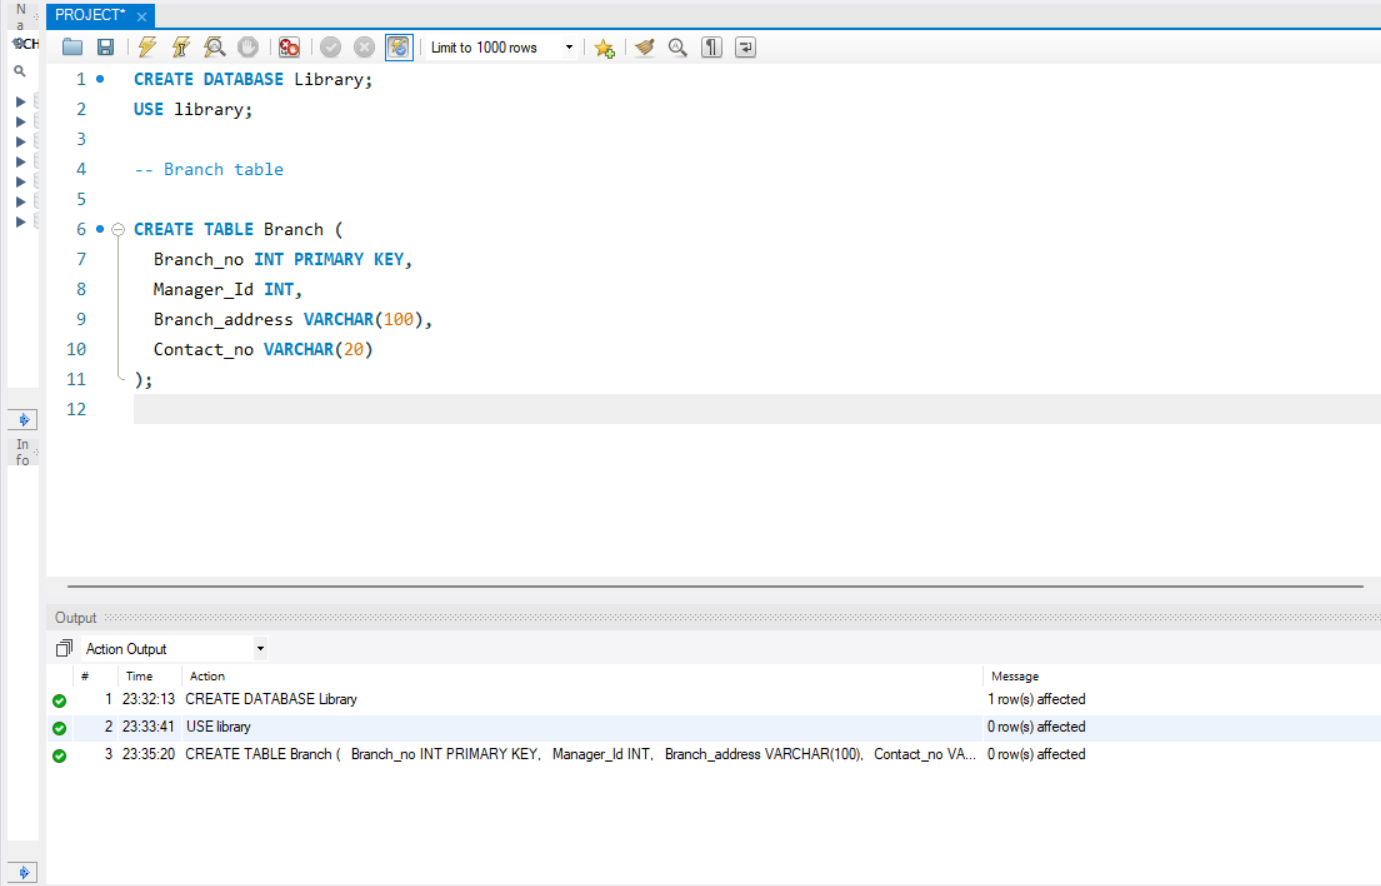 N
a
PROJECT*
SCH
Limit to 1000 rows
1 CREATE DATABASE Library;
2 USE library;
3
4 -- Branch table
5
6 CREATE TABLE Branch (
7 Branch_no INT PRIMARY KEY,
8 Manager_Id INT,
9 Branch_address VARCHAR(100),
10 Contact_no VARCHAR(20)
11 );
12
In
fo
Output
Action Output
# Time Action Message
1 23:32:13 CREATE DATABASE Library 1 row(s) affected
2 23:33:41 USE library 0 row(s) affected
3 23:35:20 CREATE TABLE Branch ( Branch_no INT PRIMARY KEY, Manager_Id INT, Branch_address VARCHAR(100), Contact_no VA... 0 row(s) affected